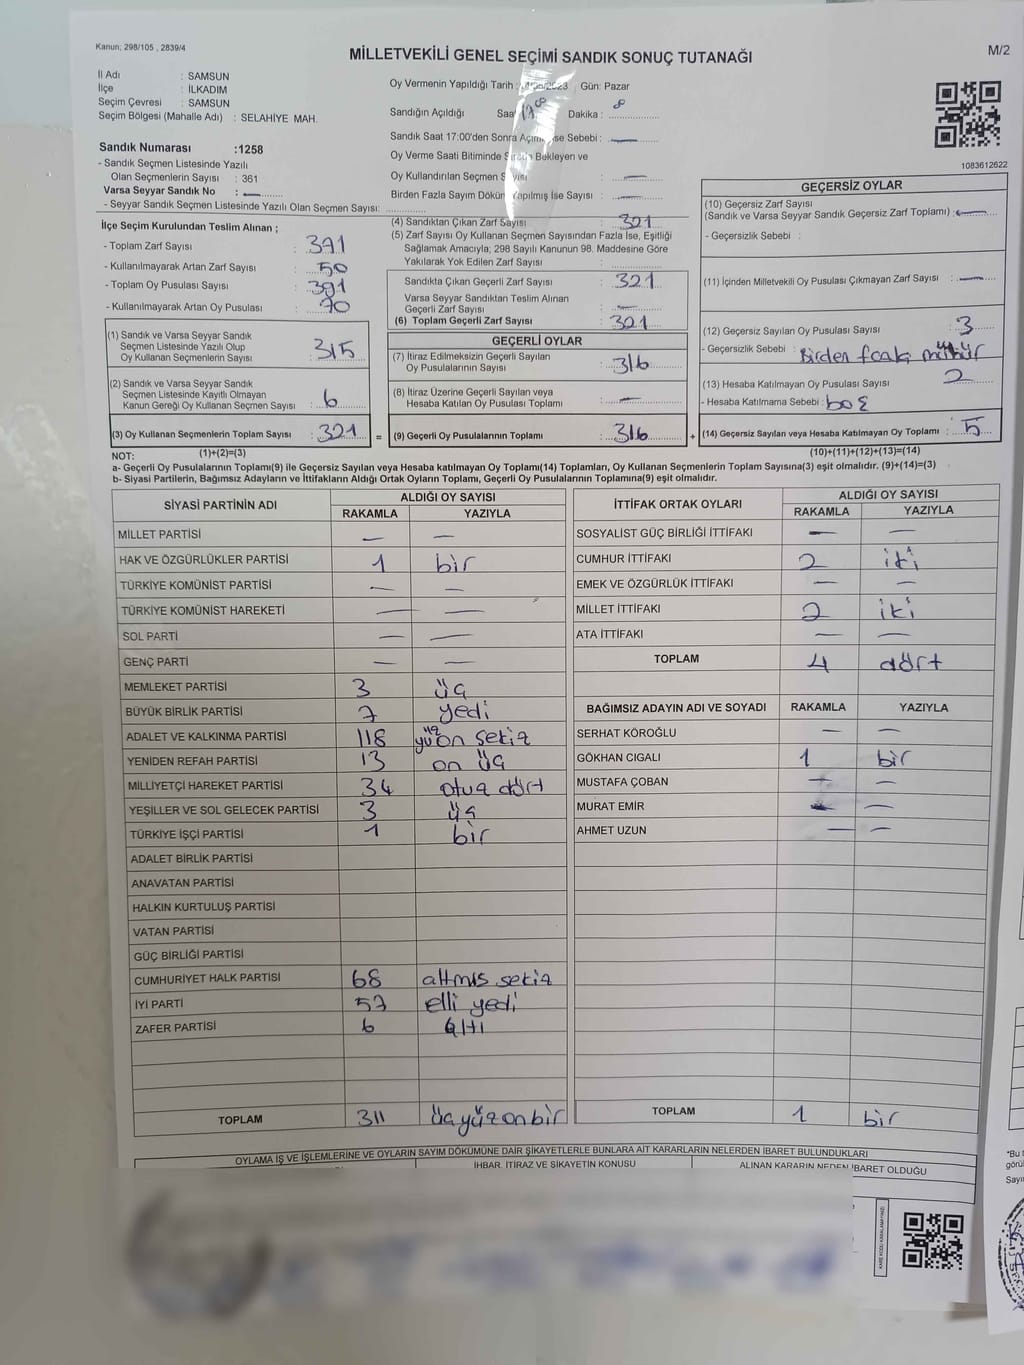 Kanun; 298/105 , 2839/4
MİLLETVEKİLİ GENEL SEÇİMİ SANDIK SONUÇ TUTANAĞI
M/2
İl Adı : SAMSUN
İlçe : İLKADIM
Seçim Çevresi : SAMSUN
Seçim Bölgesi (Mahalle Adı) : SELAHİYE MAH.
Sandık Numarası :1258
- Sandık Seçmen Listesinde Yazılı
Olan Seçmenlerin Sayısı : 361
Varsa Seyyar Sandık No : —
- Seyyar Sandık Seçmen Listesinde Yazılı Olan Seçmen Sayısı:
Oy Vermenin Yapıldığı Tarih : Gün: Pazar
Sandığın Açıldığı Dakika :
Sandık Saat 17:00'den Sonra Sebebi : —
Oy Verme Saati Bitiminde Bekleyen ve
Oy Kullandırılan Seçmen —
Birden Fazla Sayım Yapılmış İse Sayısı : —
1083612622
İlçe Seçim Kurulundan Teslim Alınan ;
- Toplam Zarf Sayısı : 391
- Kullanılmayarak Artan Zarf Sayısı : 50
- Toplam Oy Pusulası Sayısı : 391
- Kullanılmayarak Artan Oy Pusulası : 70
(1) Sandık ve Varsa Seyyar Sandık
Seçmen Listesinde Yazılı Olup
Oy Kullanan Seçmenlerin Sayısı : 315
(2) Sandık ve Varsa Seyyar Sandık
Seçmen Listesinde Kayıtlı Olmayan
Kanun Gereği Oy Kullanan Seçmen Sayısı : 6
(3) Oy Kullanan Seçmenlerin Toplam Sayısı : 321
(4) Sandıktan Çıkan Zarf Sayısı : 321
(5) Zarf Sayısı Oy Kullanan Seçmen Sayısından Fazla İse, Eşitliği
Sağlamak Amacıyla; 298 Sayılı Kanunun 98. Maddesine Göre
Yakılarak Yok Edilen Zarf Sayısı :
Sandıkta Çıkan Geçerli Zarf Sayısı : 321
Varsa Seyyar Sandıktan Teslim Alınan
Geçerli Zarf Sayısı : —
(6) Toplam Geçerli Zarf Sayısı : 321
GEÇERLİ OYLAR
(7) İtiraz Edilmeksizin Geçerli Sayılan
Oy Pusulalarının Sayısı : 316
(8) İtiraz Üzerine Geçerli Sayılan veya
Hesaba Katılan Oy Pusulası Toplamı : —
= (9) Geçerli Oy Pusulalarının Toplamı : 316 +
GEÇERSİZ OYLAR
(10) Geçersiz Zarf Sayısı
(Sandık ve Varsa Seyyar Sandık Geçersiz Zarf Toplamı) : —
- Geçersizlik Sebebi :
(11) İçinden Milletvekili Oy Pusulası Çıkmayan Zarf Sayısı : —
(12) Geçersiz Sayılan Oy Pusulası Sayısı : 3
- Geçersizlik Sebebi : Birden mühür
(13) Hesaba Katılmayan Oy Pusulası Sayısı : 2
- Hesaba Katılmama Sebebi : boş
(14) Geçersiz Sayılan veya Hesaba Katılmayan Oy Toplamı : 5
NOT: (1)+(2)=(3) (10)+(11)+(12)+(13)=(14)
a- Geçerli Oy Pusulalarının Toplamı(9) ile Geçersiz Sayılan veya Hesaba katılmayan Oy Toplamı(14) Toplamları, Oy Kullanan Seçmenlerin Toplam Sayısına(3) eşit olmalıdır. (9)+(14)=(3)
b- Siyasi Partilerin, Bağımsız Adayların ve İttifakların Aldığı Ortak Oyların Toplamı, Geçerli Oy Pusulalarının Toplamına(9) eşit olmalıdır.
SİYASİ PARTİNİN ADI ALDIĞI OY SAYISI
RAKAMLA YAZIYLA
MİLLET PARTİSİ — —
HAK VE ÖZGÜRLÜKLER PARTİSİ 1 bir
TÜRKİYE KOMÜNİST PARTİSİ — —
TÜRKİYE KOMÜNİST HAREKETİ — —
SOL PARTİ — —
GENÇ PARTİ — —
MEMLEKET PARTİSİ 3 üç
BÜYÜK BİRLİK PARTİSİ 7 yedi
ADALET VE KALKINMA PARTİSİ 118 yüz on sekiz
YENİDEN REFAH PARTİSİ 13 on üç
MİLLİYETÇİ HAREKET PARTİSİ 34 otuz dört
YEŞİLLER VE SOL GELECEK PARTİSİ 3 üç
TÜRKİYE İŞÇİ PARTİSİ 1 bir
ADALET BİRLİK PARTİSİ
ANAVATAN PARTİSİ
HALKIN KURTULUŞ PARTİSİ
VATAN PARTİSİ
GÜÇ BİRLİĞİ PARTİSİ
CUMHURİYET HALK PARTİSİ 68 altmış sekiz
İYİ PARTİ 57 elli yedi
ZAFER PARTİSİ 6 altı
TOPLAM 311 üçyüzonbir
İTTİFAK ORTAK OYLARI ALDIĞI OY SAYISI
RAKAMLA YAZIYLA
SOSYALİST GÜÇ BİRLİĞİ İTTİFAKI — —
CUMHUR İTTİFAKI 2 iki
EMEK VE ÖZGÜRLÜK İTTİFAKI — —
MİLLET İTTİFAKI 2 iki
ATA İTTİFAKI — —
TOPLAM 4 dört
BAĞIMSIZ ADAYIN ADI VE SOYADI RAKAMLA YAZIYLA
SERHAT KÖROĞLU — —
GÖKHAN CIGALI 1 bir
MUSTAFA ÇOBAN — —
MURAT EMİR — —
AHMET UZUN — —
TOPLAM 1 bir
OYLAMA İŞ VE İŞLEMLERİNE VE OYLARIN SAYIM DÖKÜMÜNE DAİR ŞİKAYETLERLE BUNLARA AİT KARARLARIN NELERDEN İBARET BULUNDUKLARI
İHBAR, İTİRAZ VE ŞİKAYETİN KONUSU ALINAN KARARIN NEDEN İBARET OLDUĞU